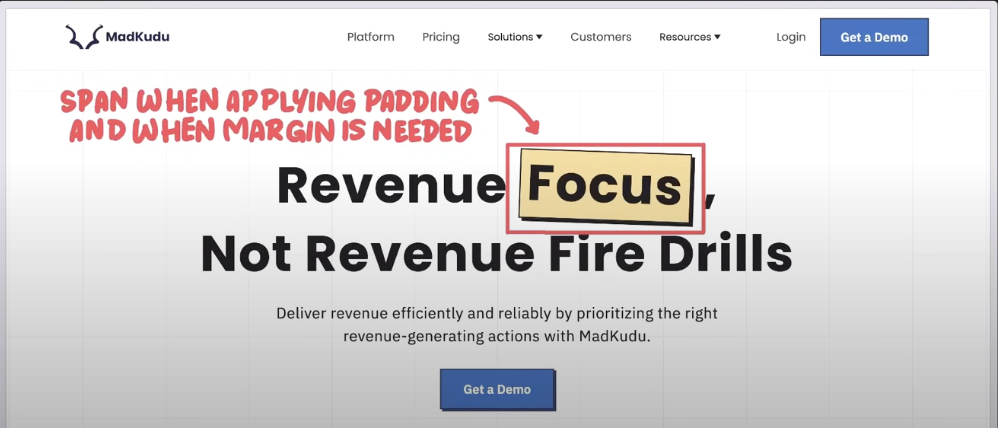 MadKudu Platform Pricing Solutions ▾ Customers Resources ▾ Login Get a Demo
SPAN WHEN APPLYING PADDING
AND WHEN MARGIN IS NEEDED
Revenue Focus,
Not Revenue Fire Drills
Deliver revenue efficiently and reliably by prioritizing the right
revenue-generating actions with MadKudu.
Get a Demo